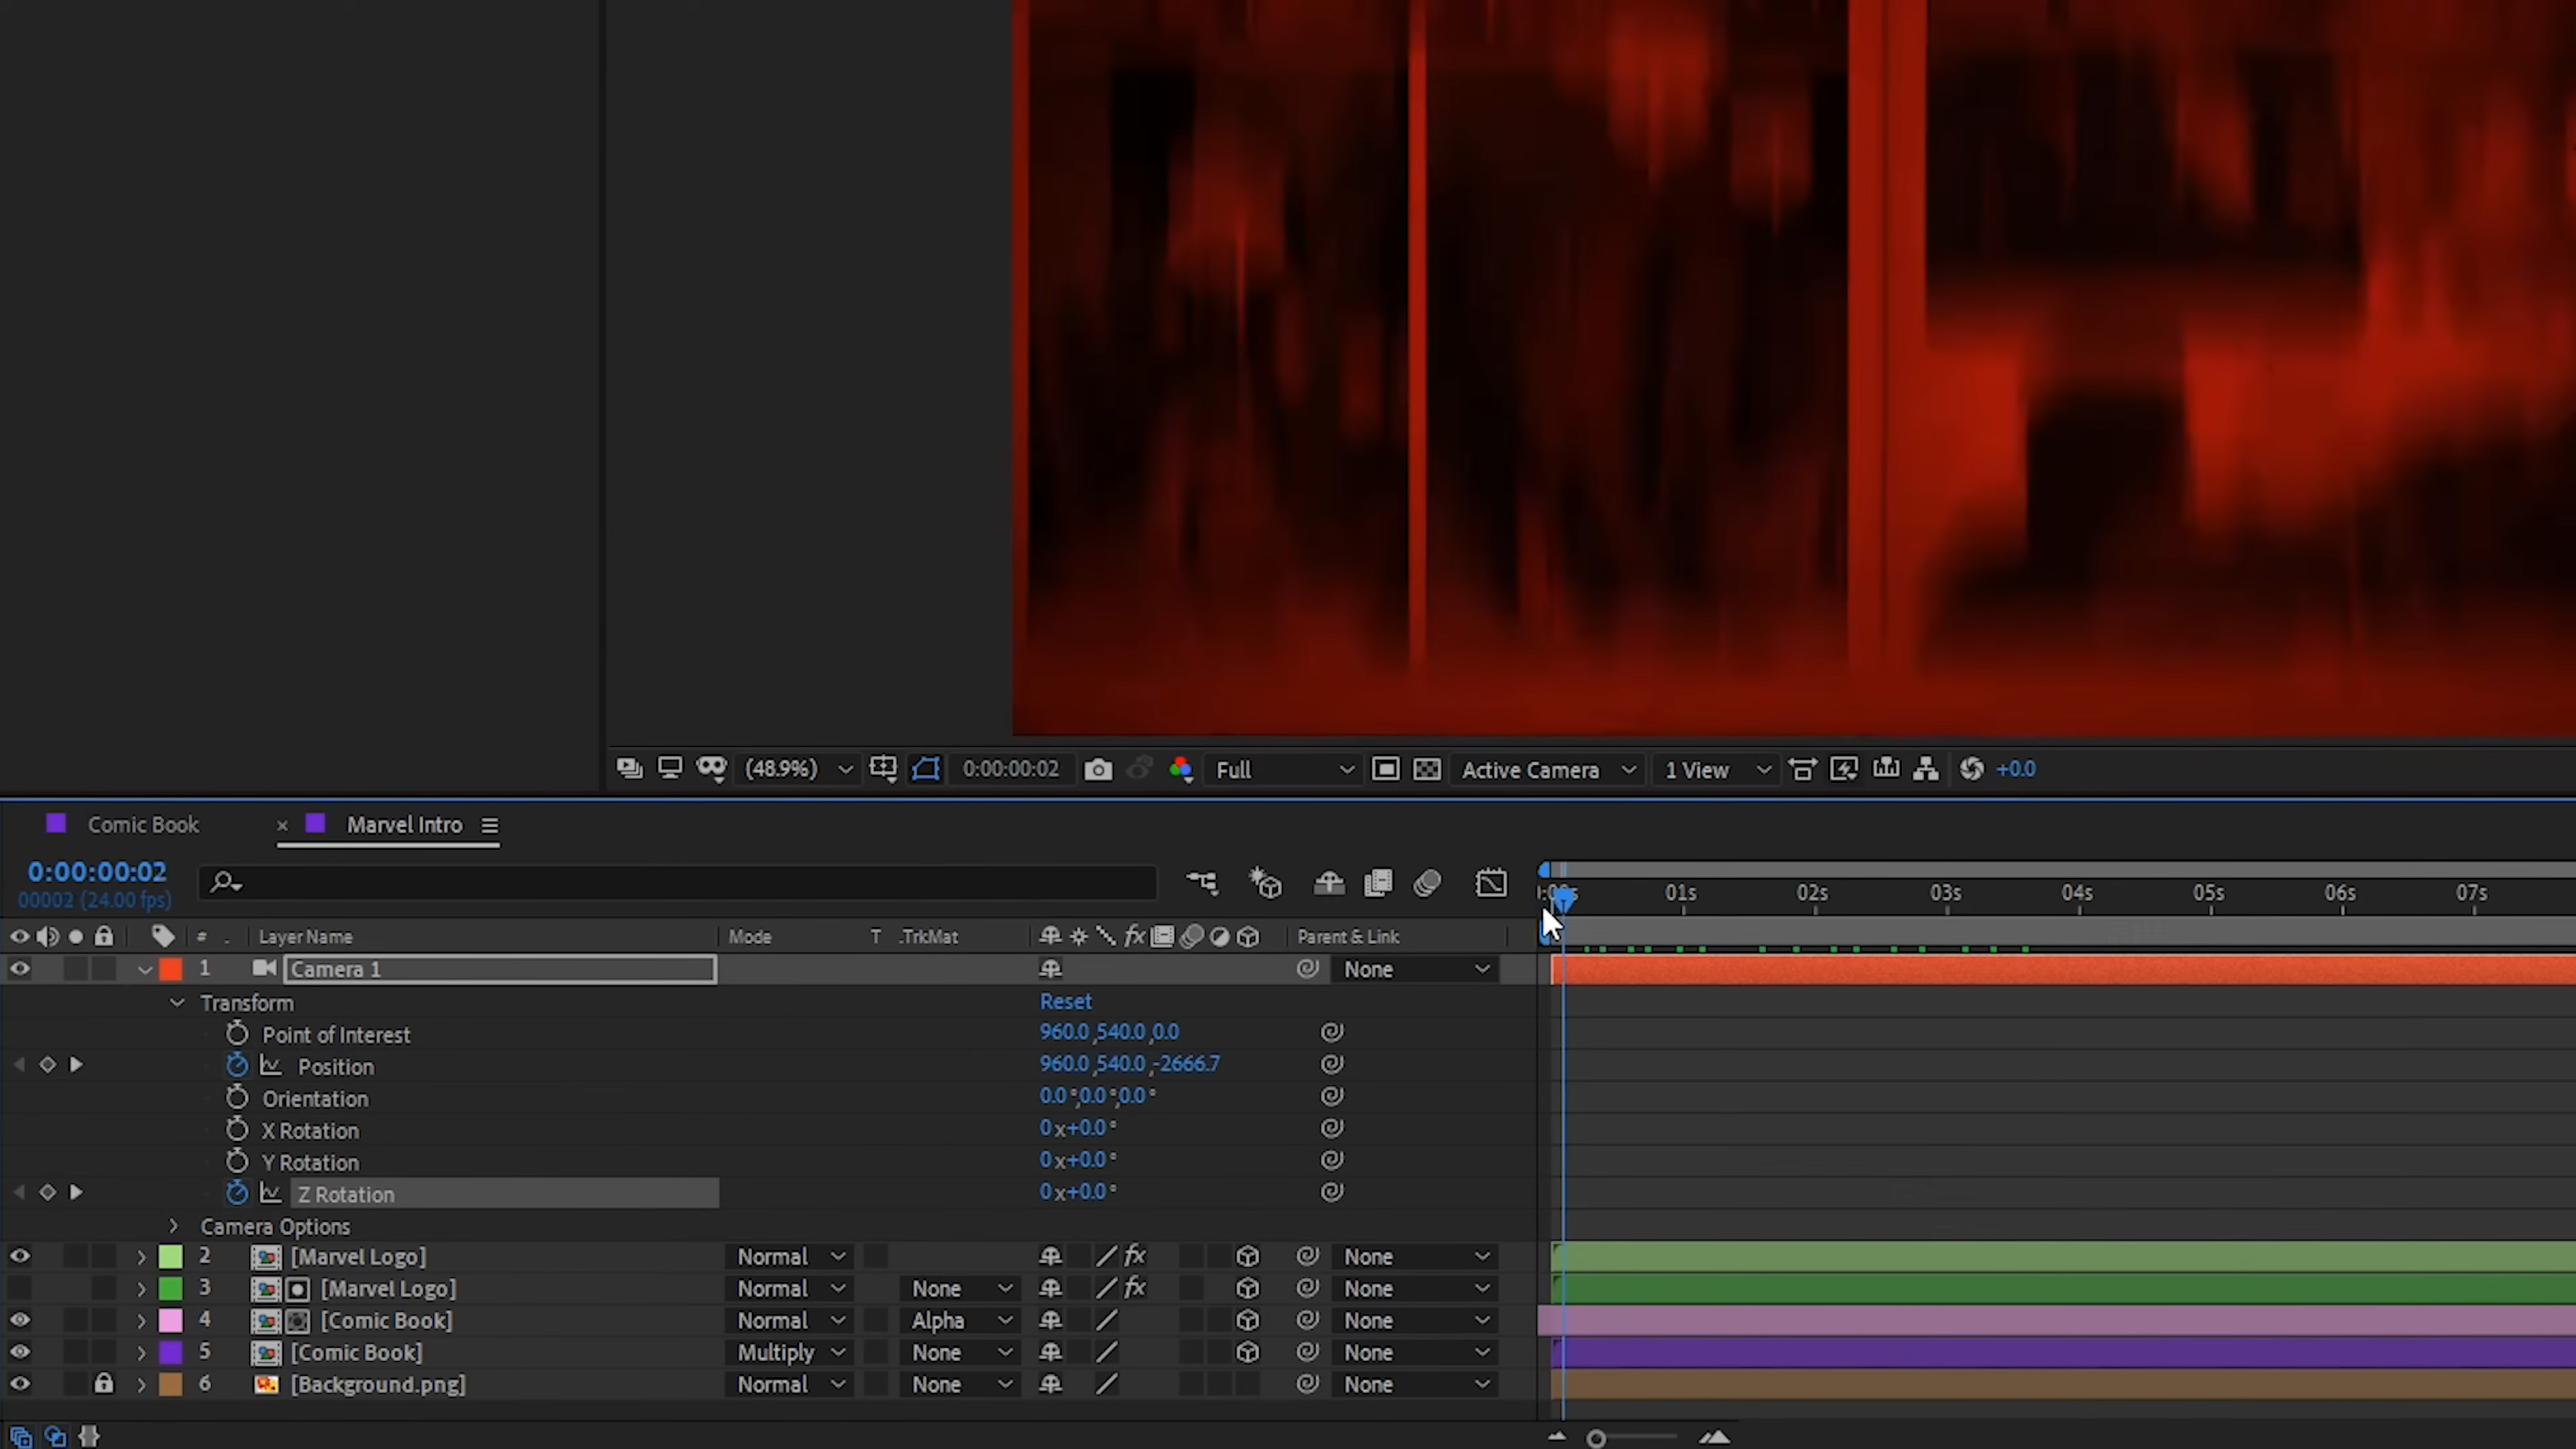 (48.9%) 0:00:00:02 Full Active Camera 1 View +0.0
Comic Book × Marvel Intro
0:00:00:02
00002 (24.00 fps)
01s 02s 03s 04s 05s 06s 07s
# . Layer Name Mode T .TrkMat fx Parent & Link
1 Camera 1 None
Transform Reset
Point of Interest 960.0,540.0,0.0
Position 960.0,540.0,-2666.7
Orientation 0.0°,0.0°,0.0°
X Rotation 0x+0.0°
Y Rotation 0x+0.0°
Z Rotation 0x+0.0°
Camera Options
2 [Marvel Logo] Normal fx None
3 [Marvel Logo] Normal None fx None
4 [Comic Book] Normal Alpha None
5 [Comic Book] Multiply None None
6 [Background.png] Normal None None